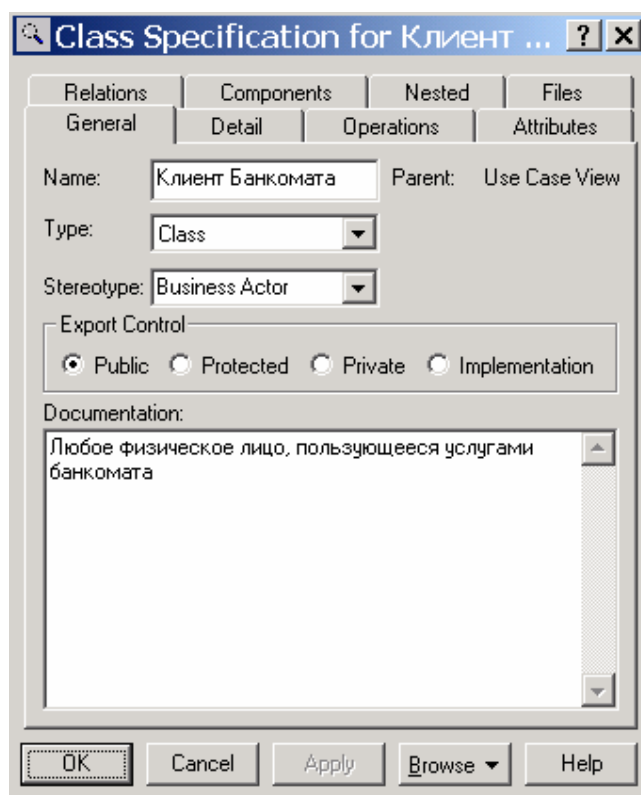 Class Specification for Клиент ...
Relations Components Nested Files
General Detail Operations Attributes
Name: Клиент Банкомата Parent: Use Case View
Type: Class
Stereotype: Business Actor
Export Control
Public Protected Private Implementation
Documentation:
Любое физическое лицо, пользующееся услугами
банкомата
OK Cancel Apply Browse Help